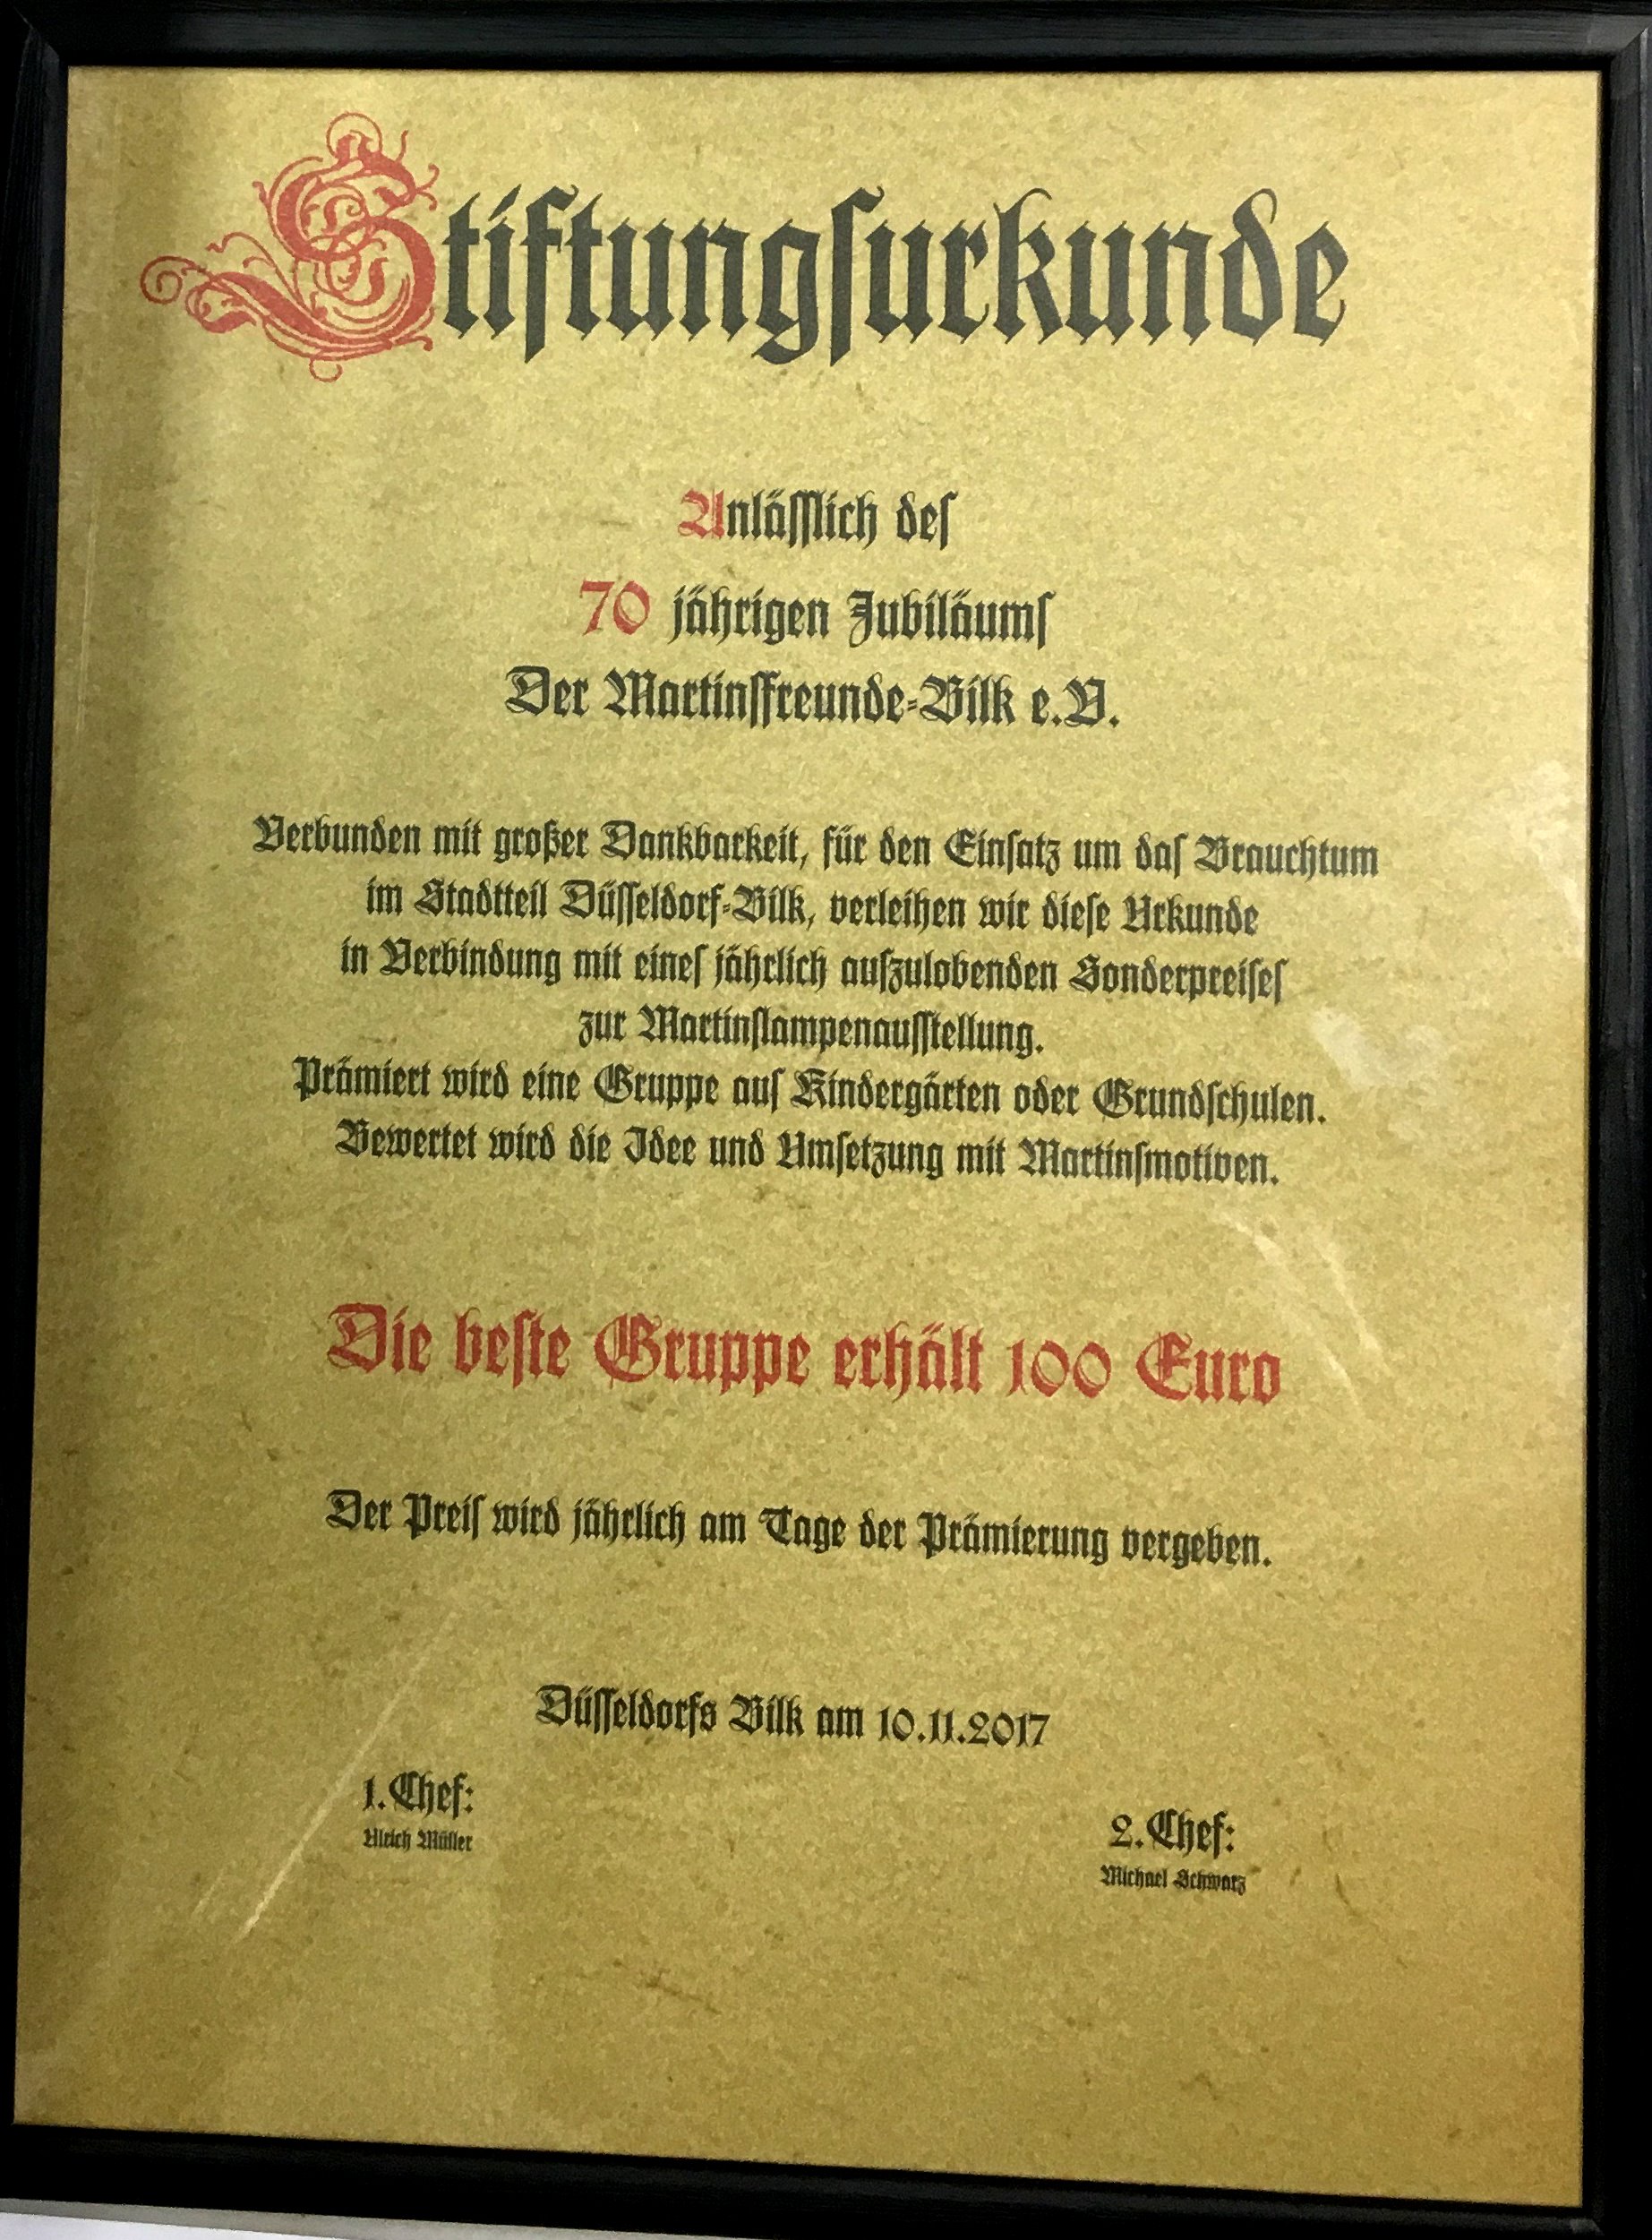 Stiftungſurkunde
Anläſſlich deſ
70 jährigen Jubiläumſ
Der Martinſfreunde-Bilk e.V.
Verbunden mit großer Dankbarkeit, für den Einſatz um daſ Brauchtum
im Stadtteil Düſſeldorf-Bilk, verleihen wir dieſe Urkunde
in Verbindung mit eineſ jährlich auſzulobenden Sonderpreiſeſ
zur Martinſlampenauſſtellung.
Prämiert wird eine Gruppe auſ Kindergärten oder Grundſchulen.
Bewertet wird die Idee und Umſetzung mit Martinſmotiven.
Die beſte Gruppe erhält 100 Euro
Der Preiſ wird jährlich am Tage der Prämierung vergeben.
Düſſeldorfs Bilk am 10.11.2017
1. Chef:
Ulrich Müller
2. Chef:
Michael Schwarz